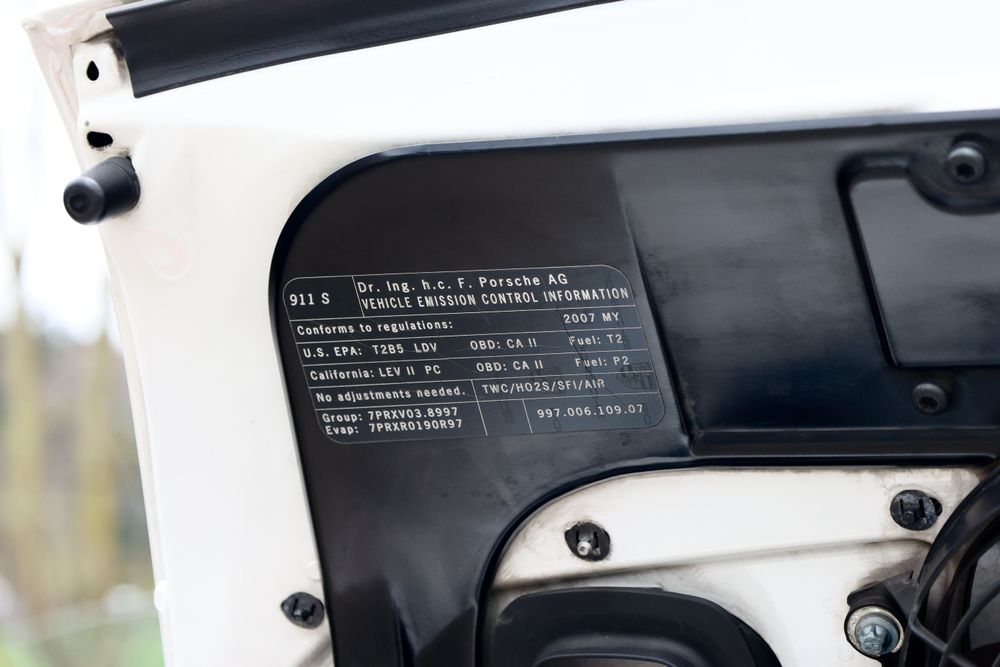 911 S
Dr. Ing. h.c. F. Porsche AG
VEHICLE EMISSION CONTROL INFORMATION
Conforms to regulations: 2007 MY
U.S. EPA: T2B5 LDV OBD: CA II Fuel: T2
California: LEV II PC OBD: CA II Fuel: P2
No adjustments needed. TWC/HO2S/SFI/AIR
Group: 7PRXV03.8997
Evap: 7PRXR0190R97
997.006.109.07